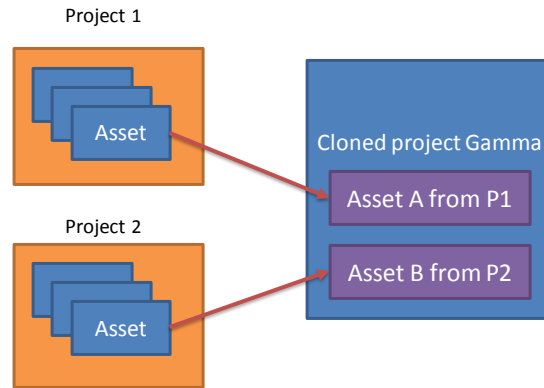 Project 1
Asset
Cloned project Gamma
Asset A from P1
Project 2
Asset B from P2
Asset